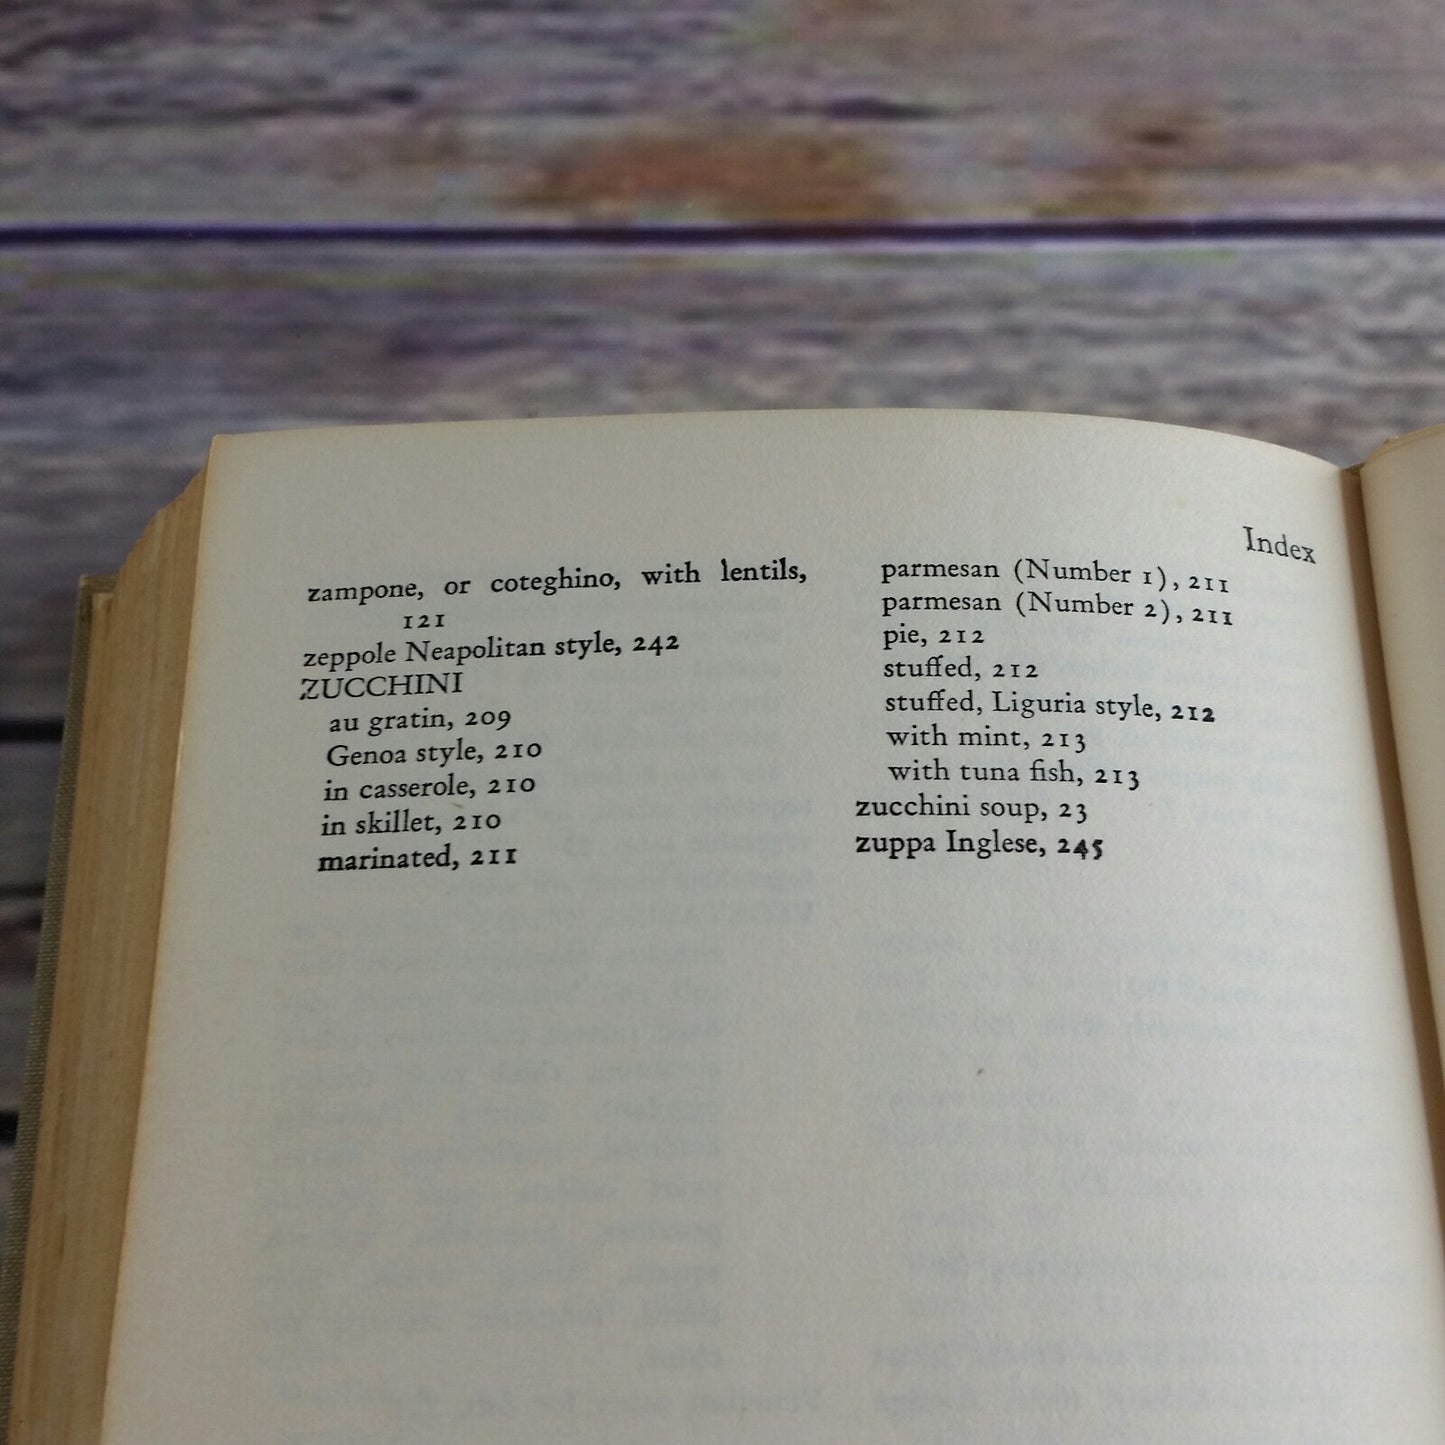 Index
zampone, or coteghino, with lentils,
121
zeppole Neapolitan style, 242
ZUCCHINI
au gratin, 209
Genoa style, 210
in casserole, 210
in skillet, 210
marinated, 211
parmesan (Number 1), 211
parmesan (Number 2), 211
pie, 212
stuffed, 212
stuffed, Liguria style, 212
with mint, 213
with tuna fish, 213
zucchini soup, 23
zuppa Inglese, 245